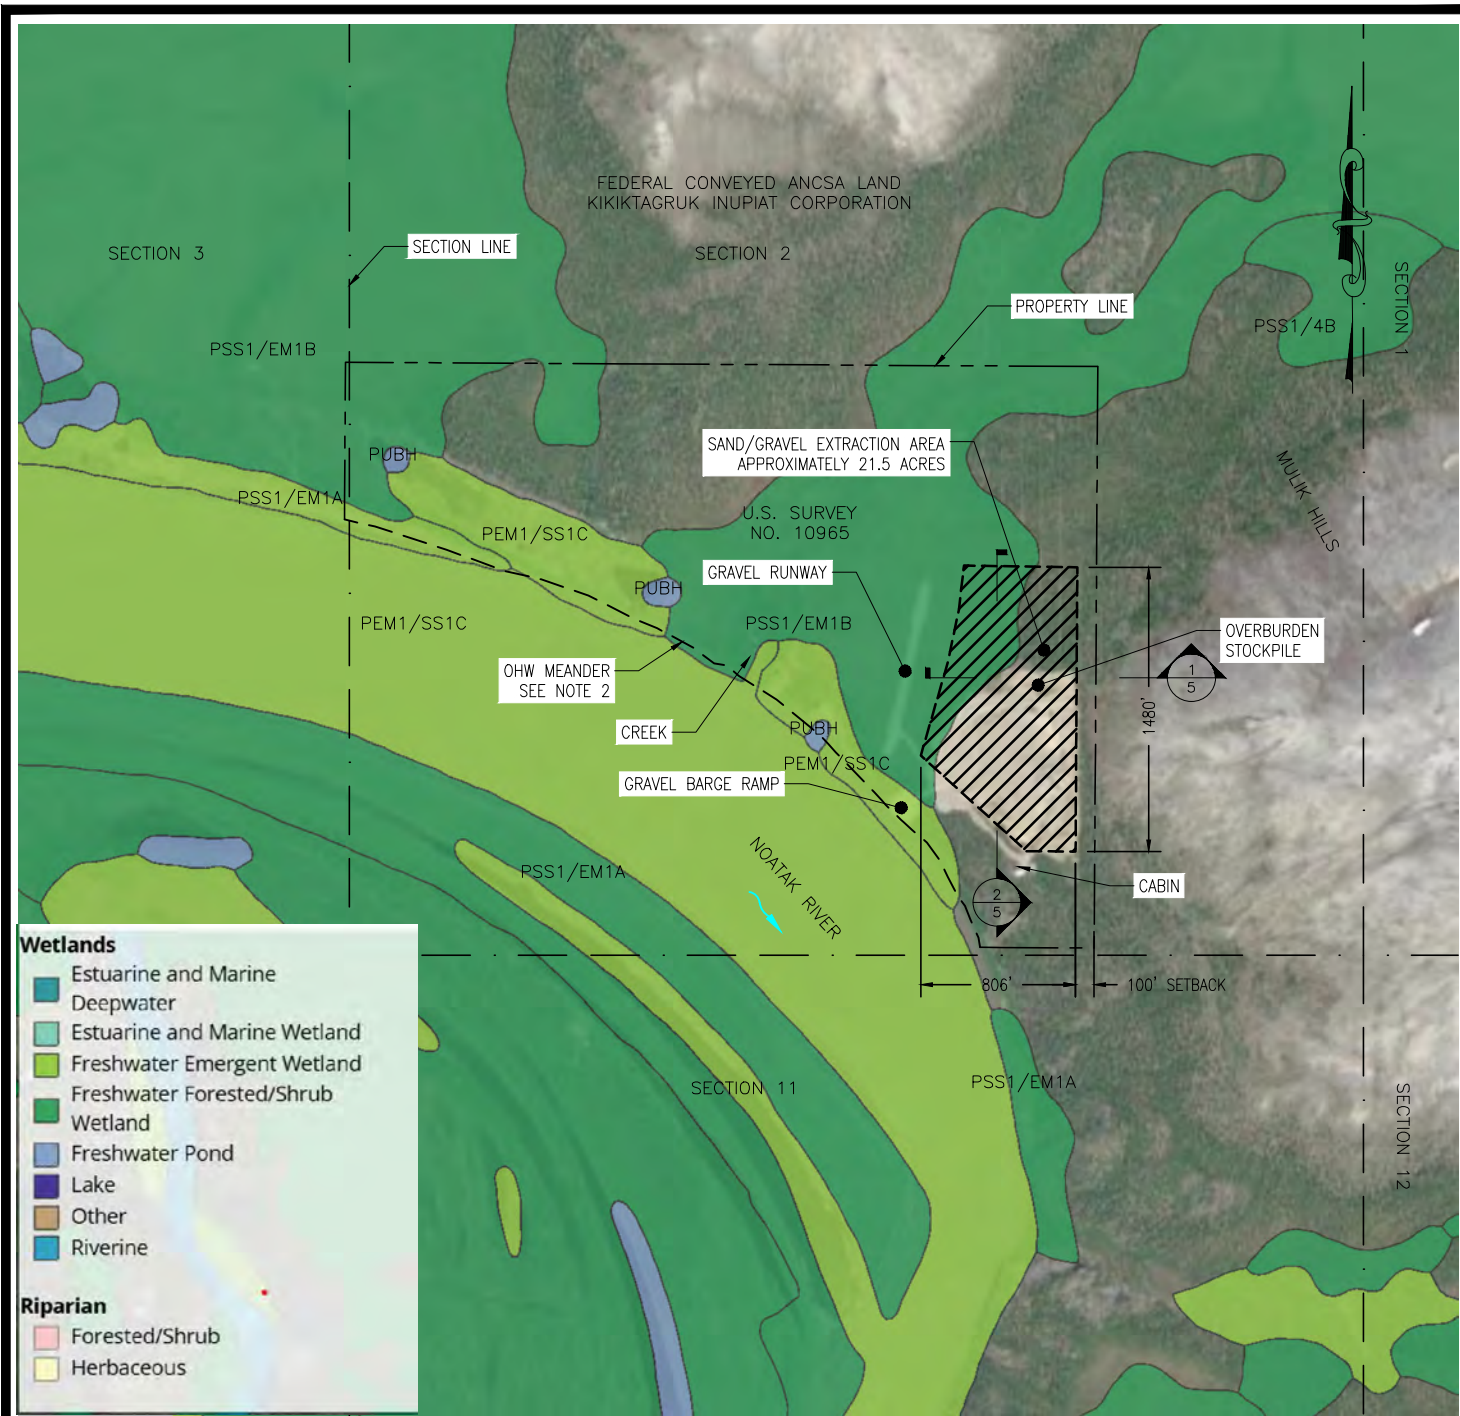 FEDERAL CONVEYED ANCSA LAND
KIKIKTAGRUK INUPIAT CORPORATION
SECTION 3
SECTION LINE
SECTION 2
SECTION 1
PROPERTY LINE
PSS1/4B
PSS1/EM1B
SAND/GRAVEL EXTRACTION AREA
APPROXIMATELY 21.5 ACRES
PUBH
MULIK HILLS
PSS1/EM1A
U.S. SURVEY
NO. 10965
PEM1/SS1C
GRAVEL RUNWAY
PUBH
PEM1/SS1C
PSS1/EM1B
OVERBURDEN
STOCKPILE
OHW MEANDER
SEE NOTE 2
1
5
1480'
CREEK
PUBH
PEM1/SS1C
GRAVEL BARGE RAMP
NOATAK RIVER
PSS1/EM1A
CABIN
2
5
806'
100' SETBACK
SECTION 11
PSS1/EM1A
SECTION 12
Wetlands
Estuarine and Marine
Deepwater
Estuarine and Marine Wetland
Freshwater Emergent Wetland
Freshwater Forested/Shrub
Wetland
Freshwater Pond
Lake
Other
Riverine
Riparian
Forested/Shrub
Herbaceous